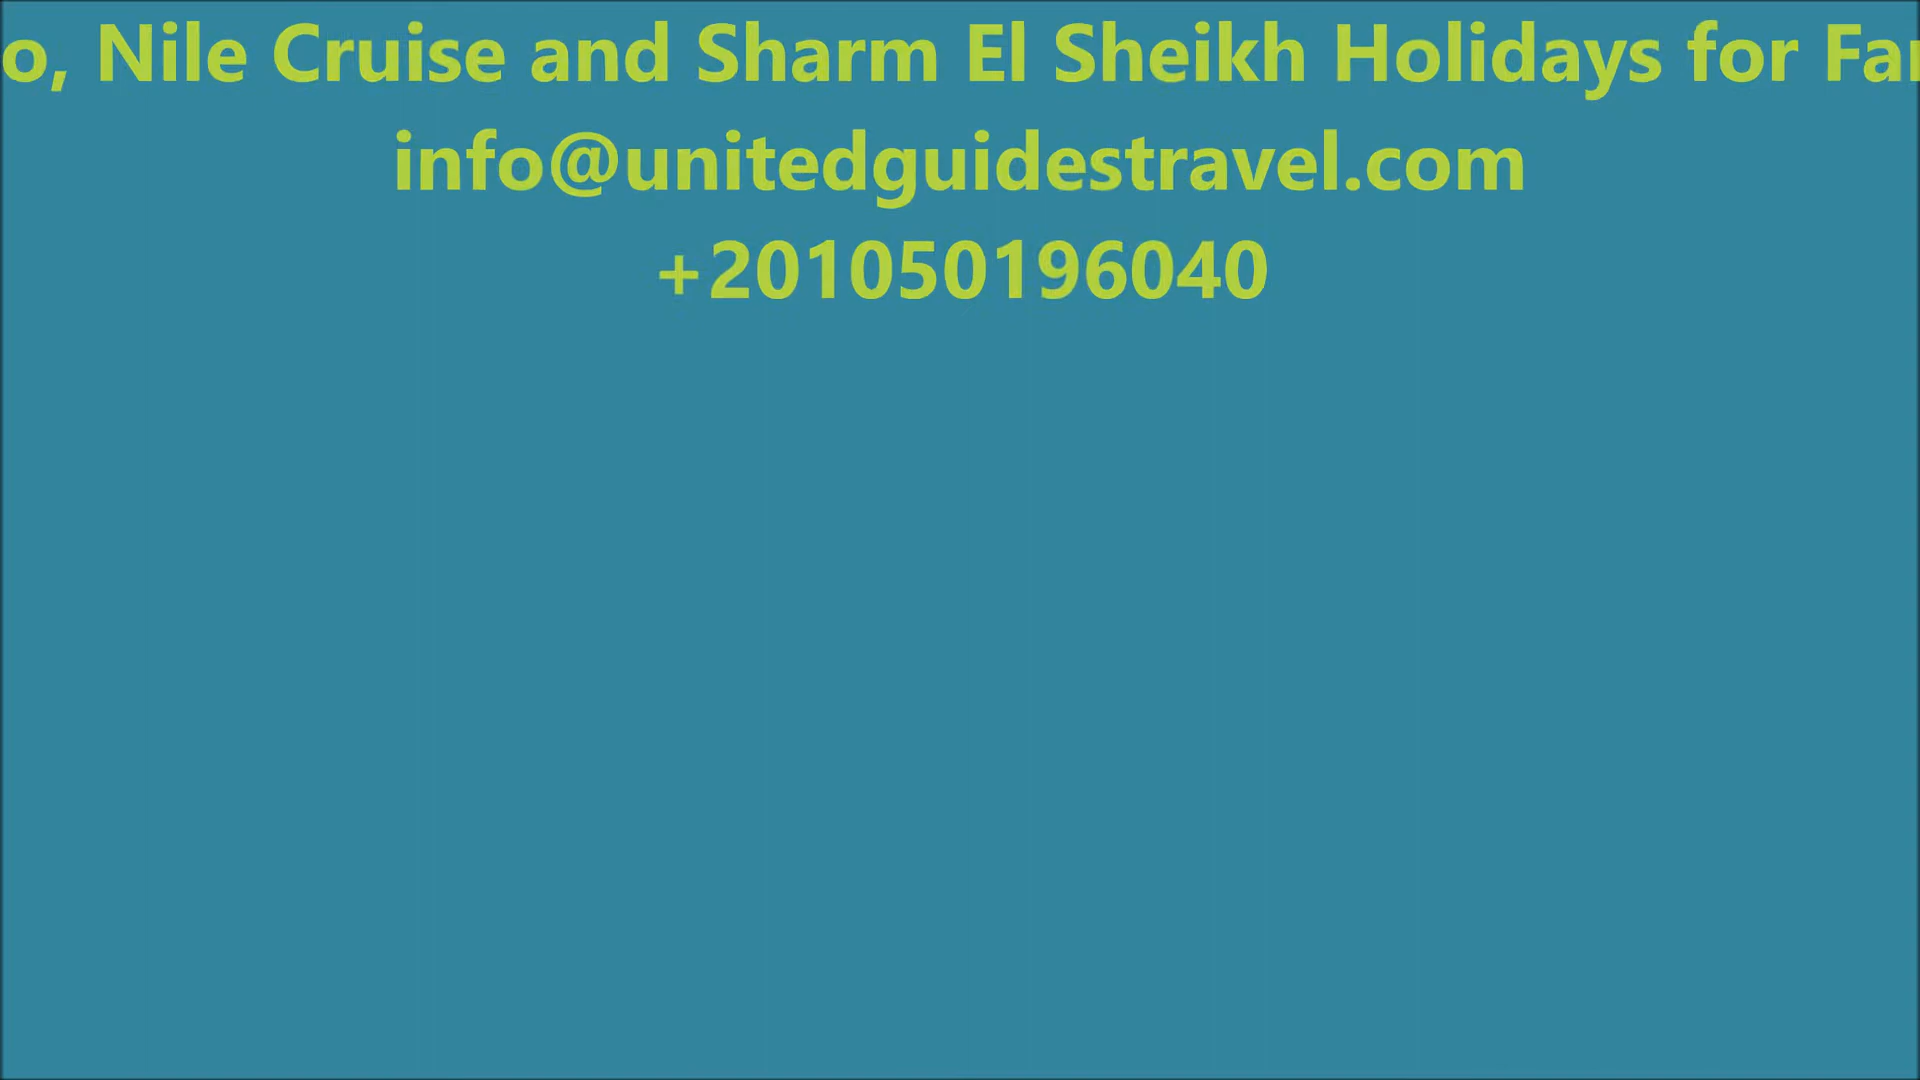 o, Nile Cruise and Sharm El Sheikh Holidays for Fa
info@unitedguidestravel.com
+201050196040